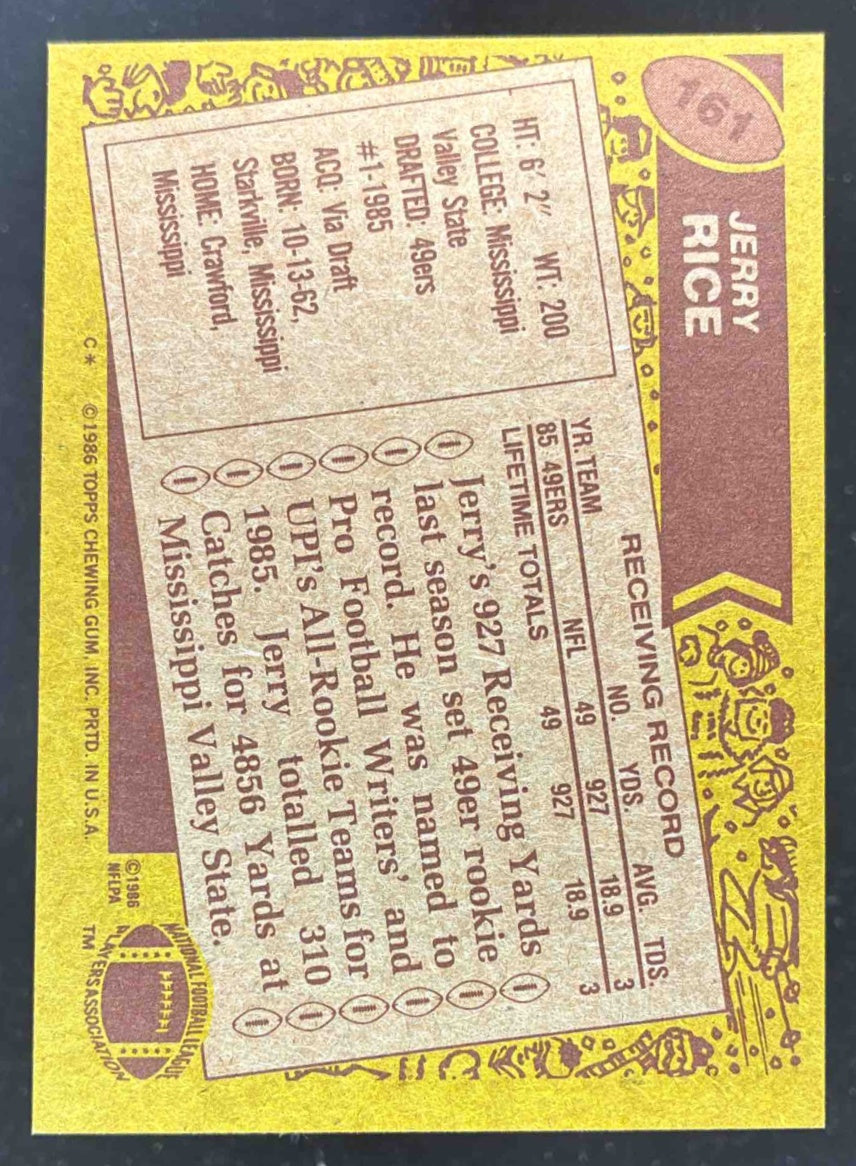 161
JERRY
RICE
HT: 6' 2" WT: 200
COLLEGE: Mississippi
Valley State
DRAFTED: 49ers
#1-1985
ACQ: Via Draft
BORN: 10-13-62,
Starkville, Mississippi
HOME: Crawford,
Mississippi
RECEIVING RECORD
YR. TEAM NO. YDS. AVG. TDS.
85 49ERS 49 927 18.9 3
NFL
LIFETIME TOTALS 49 927 18.9 3
Jerry's 927 Receiving Yards
last season set 49er rookie
record. He was named to
Pro Football Writers' and
UPI's All-Rookie Teams for
1985. Jerry totalled 310
Catches for 4856 Yards at
Mississippi Valley State.
C* ©1986 TOPPS CHEWING GUM, INC. PRTD. IN U.S.A.
©1986
NFLPA
NATIONAL FOOTBALL LEAGUE
PLAYERS ASSOCIATION
TM